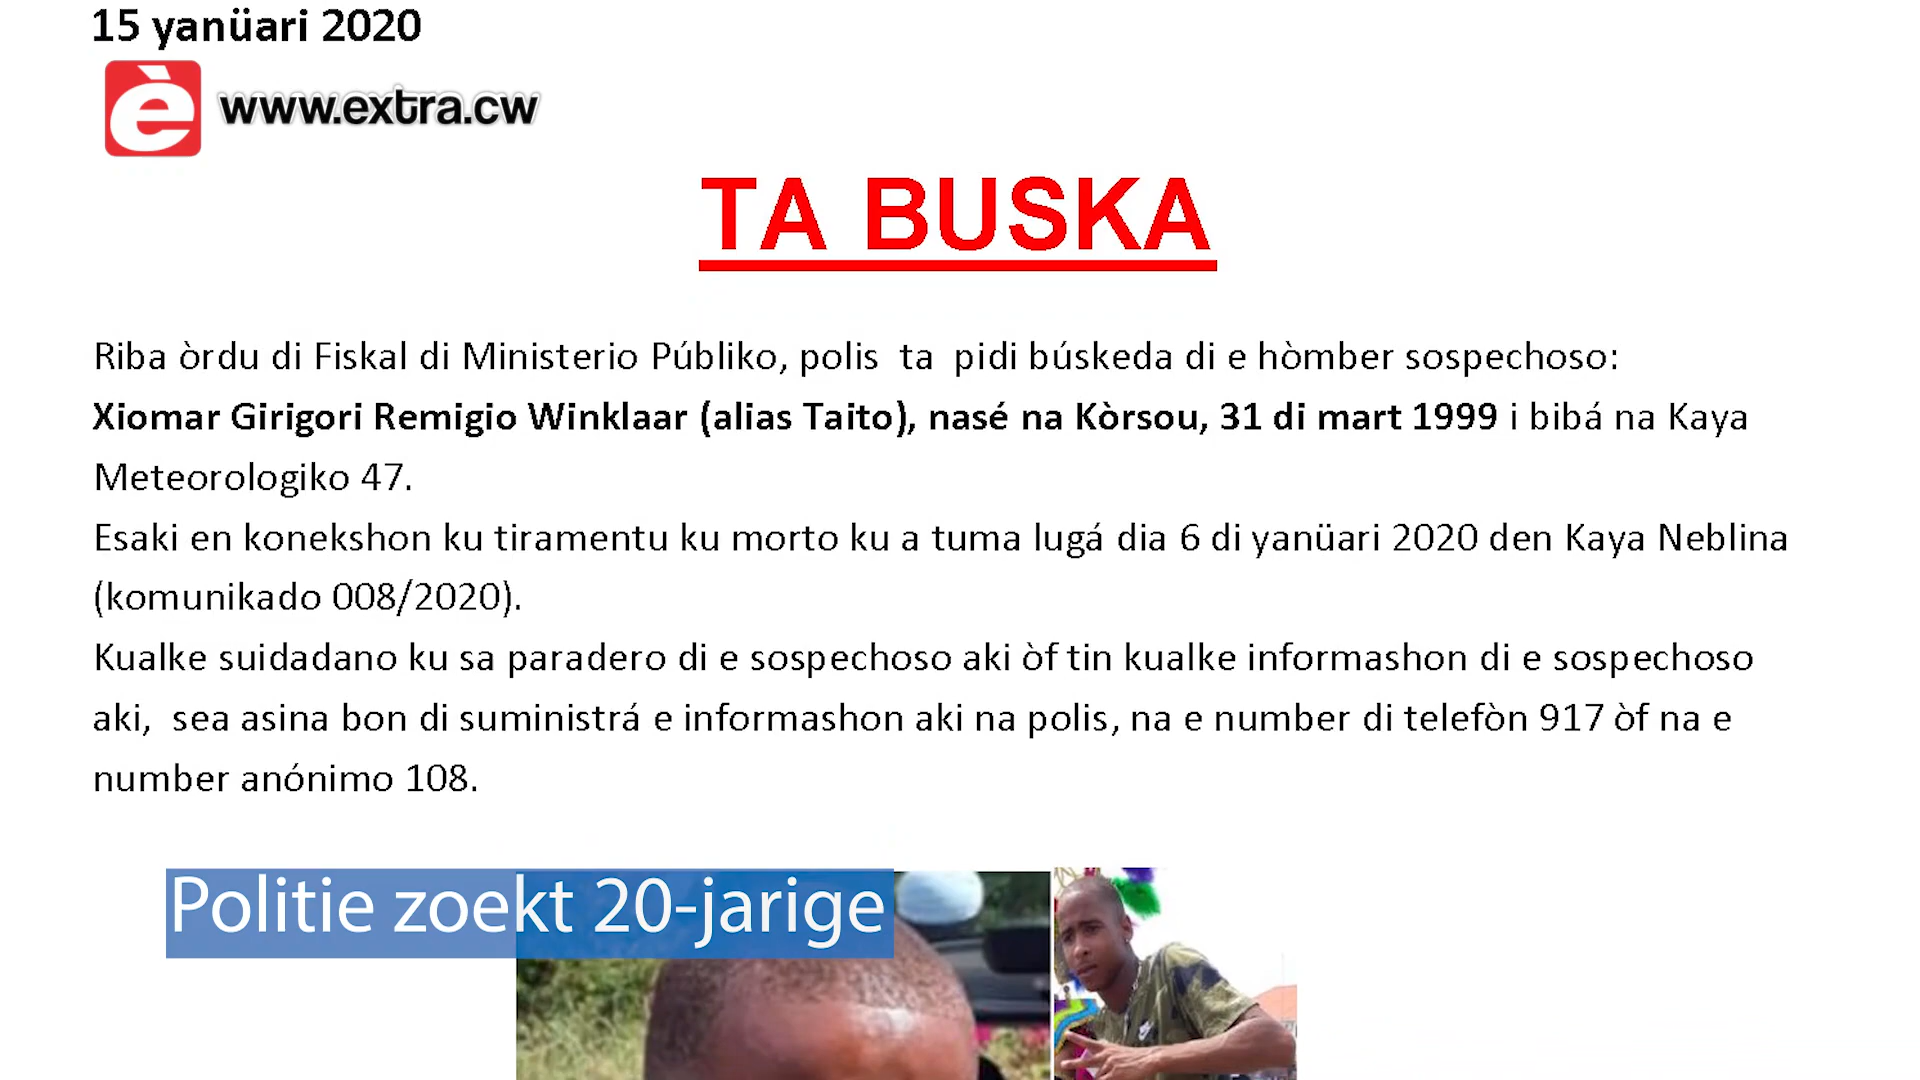 15 yanüari 2020
è www.extra.cw
TA BUSKA
Riba òrdu di Fiskal di Ministerio Públiko, polis ta pidi búskeda di e hòmber sospechoso:
Xiomar Girigori Remigio Winklaar (alias Taito), nasé na Kòrsou, 31 di mart 1999 i bibá na Kaya
Meteorologiko 47.
Esaki en konekshon ku tiramentu ku morto ku a tuma lugá dia 6 di yanüari 2020 den Kaya Neblina
(komunikado 008/2020).
Kualke suidadano ku sa paradero di e sospechoso aki òf tin kualke informashon di e sospechoso
aki, sea asina bon di suministrá e informashon aki na polis, na e number di telefòn 917 òf na e
number anónimo 108.
Politie zoekt 20-jarige